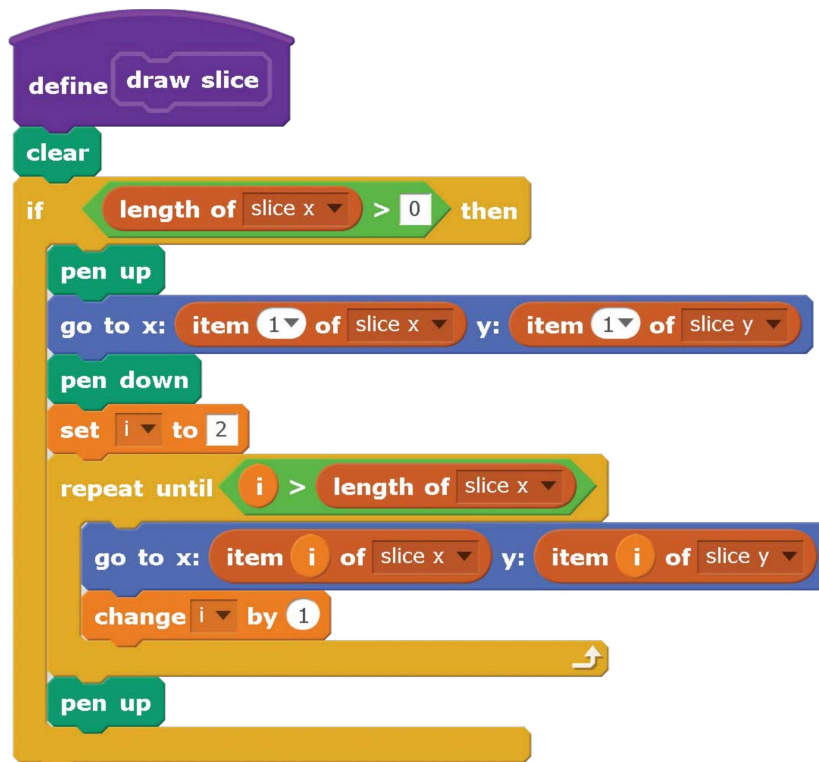 define draw slice
clear
if length of slice x > 0 then
pen up
go to x: item 1 of slice x y: item 1 of slice y
pen down
set i to 2
repeat until i > length of slice x
go to x: item i of slice x y: item i of slice y
change i by 1
pen up